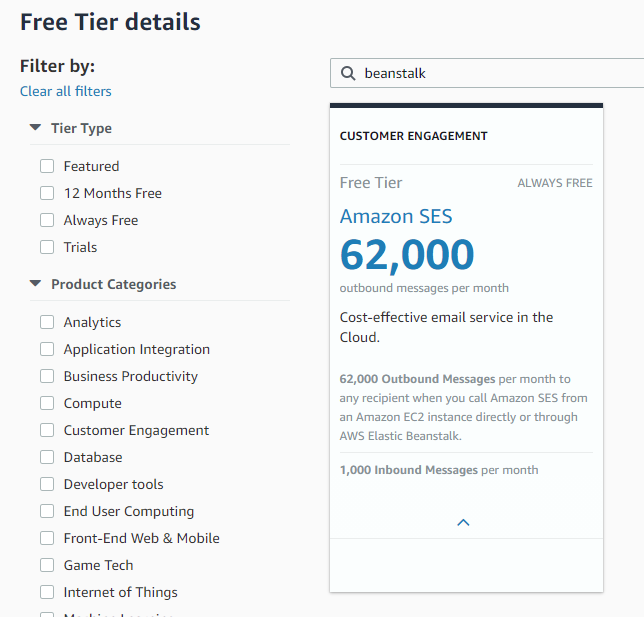 Free Tier details
Filter by:
Clear all filters
Tier Type
Featured
12 Months Free
Always Free
Trials
Product Categories
Analytics
Application Integration
Business Productivity
Compute
Customer Engagement
Database
Developer tools
End User Computing
Front-End Web & Mobile
Game Tech
Internet of Things
beanstalk
CUSTOMER ENGAGEMENT
Free Tier
ALWAYS FREE
Amazon SES
62,000
outbound messages per month
Cost-effective email service in the
Cloud.
62,000 Outbound Messages per month to
any recipient when you call Amazon SES from
an Amazon EC2 instance directly or through
AWS Elastic Beanstalk.
1,000 Inbound Messages per month